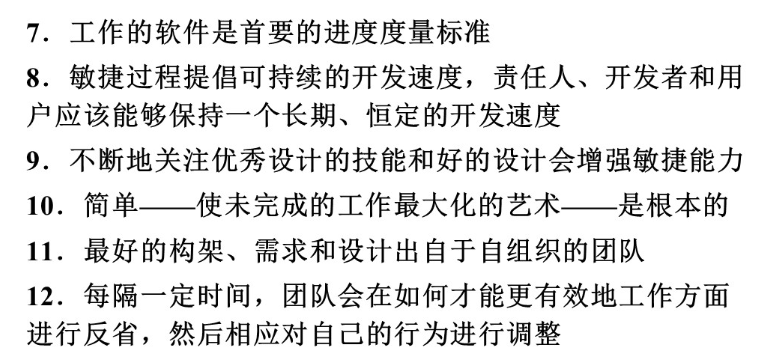 7．工作的软件是首要的进度度量标准
8．敏捷过程提倡可持续的开发速度，责任人、开发者和用
户应该能够保持一个长期、恒定的开发速度
9．不断地关注优秀设计的技能和好的设计会增强敏捷能力
10．简单——使未完成的工作最大化的艺术——是根本的
11．最好的构架、需求和设计出自于自组织的团队
12．每隔一定时间，团队会在如何才能更有效地工作方面
进行反省，然后相应对自己的行为进行调整